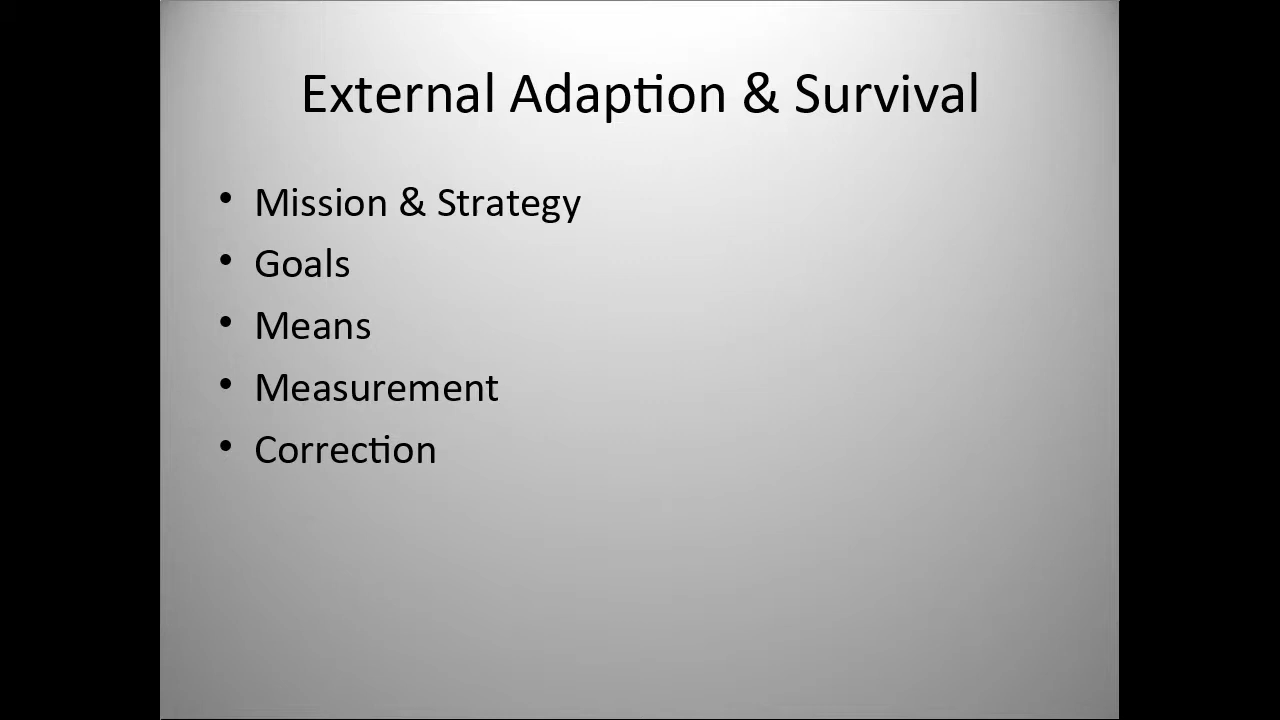 External Adaption & Survival
• Mission & Strategy
• Goals
• Means
• Measurement
• Correction